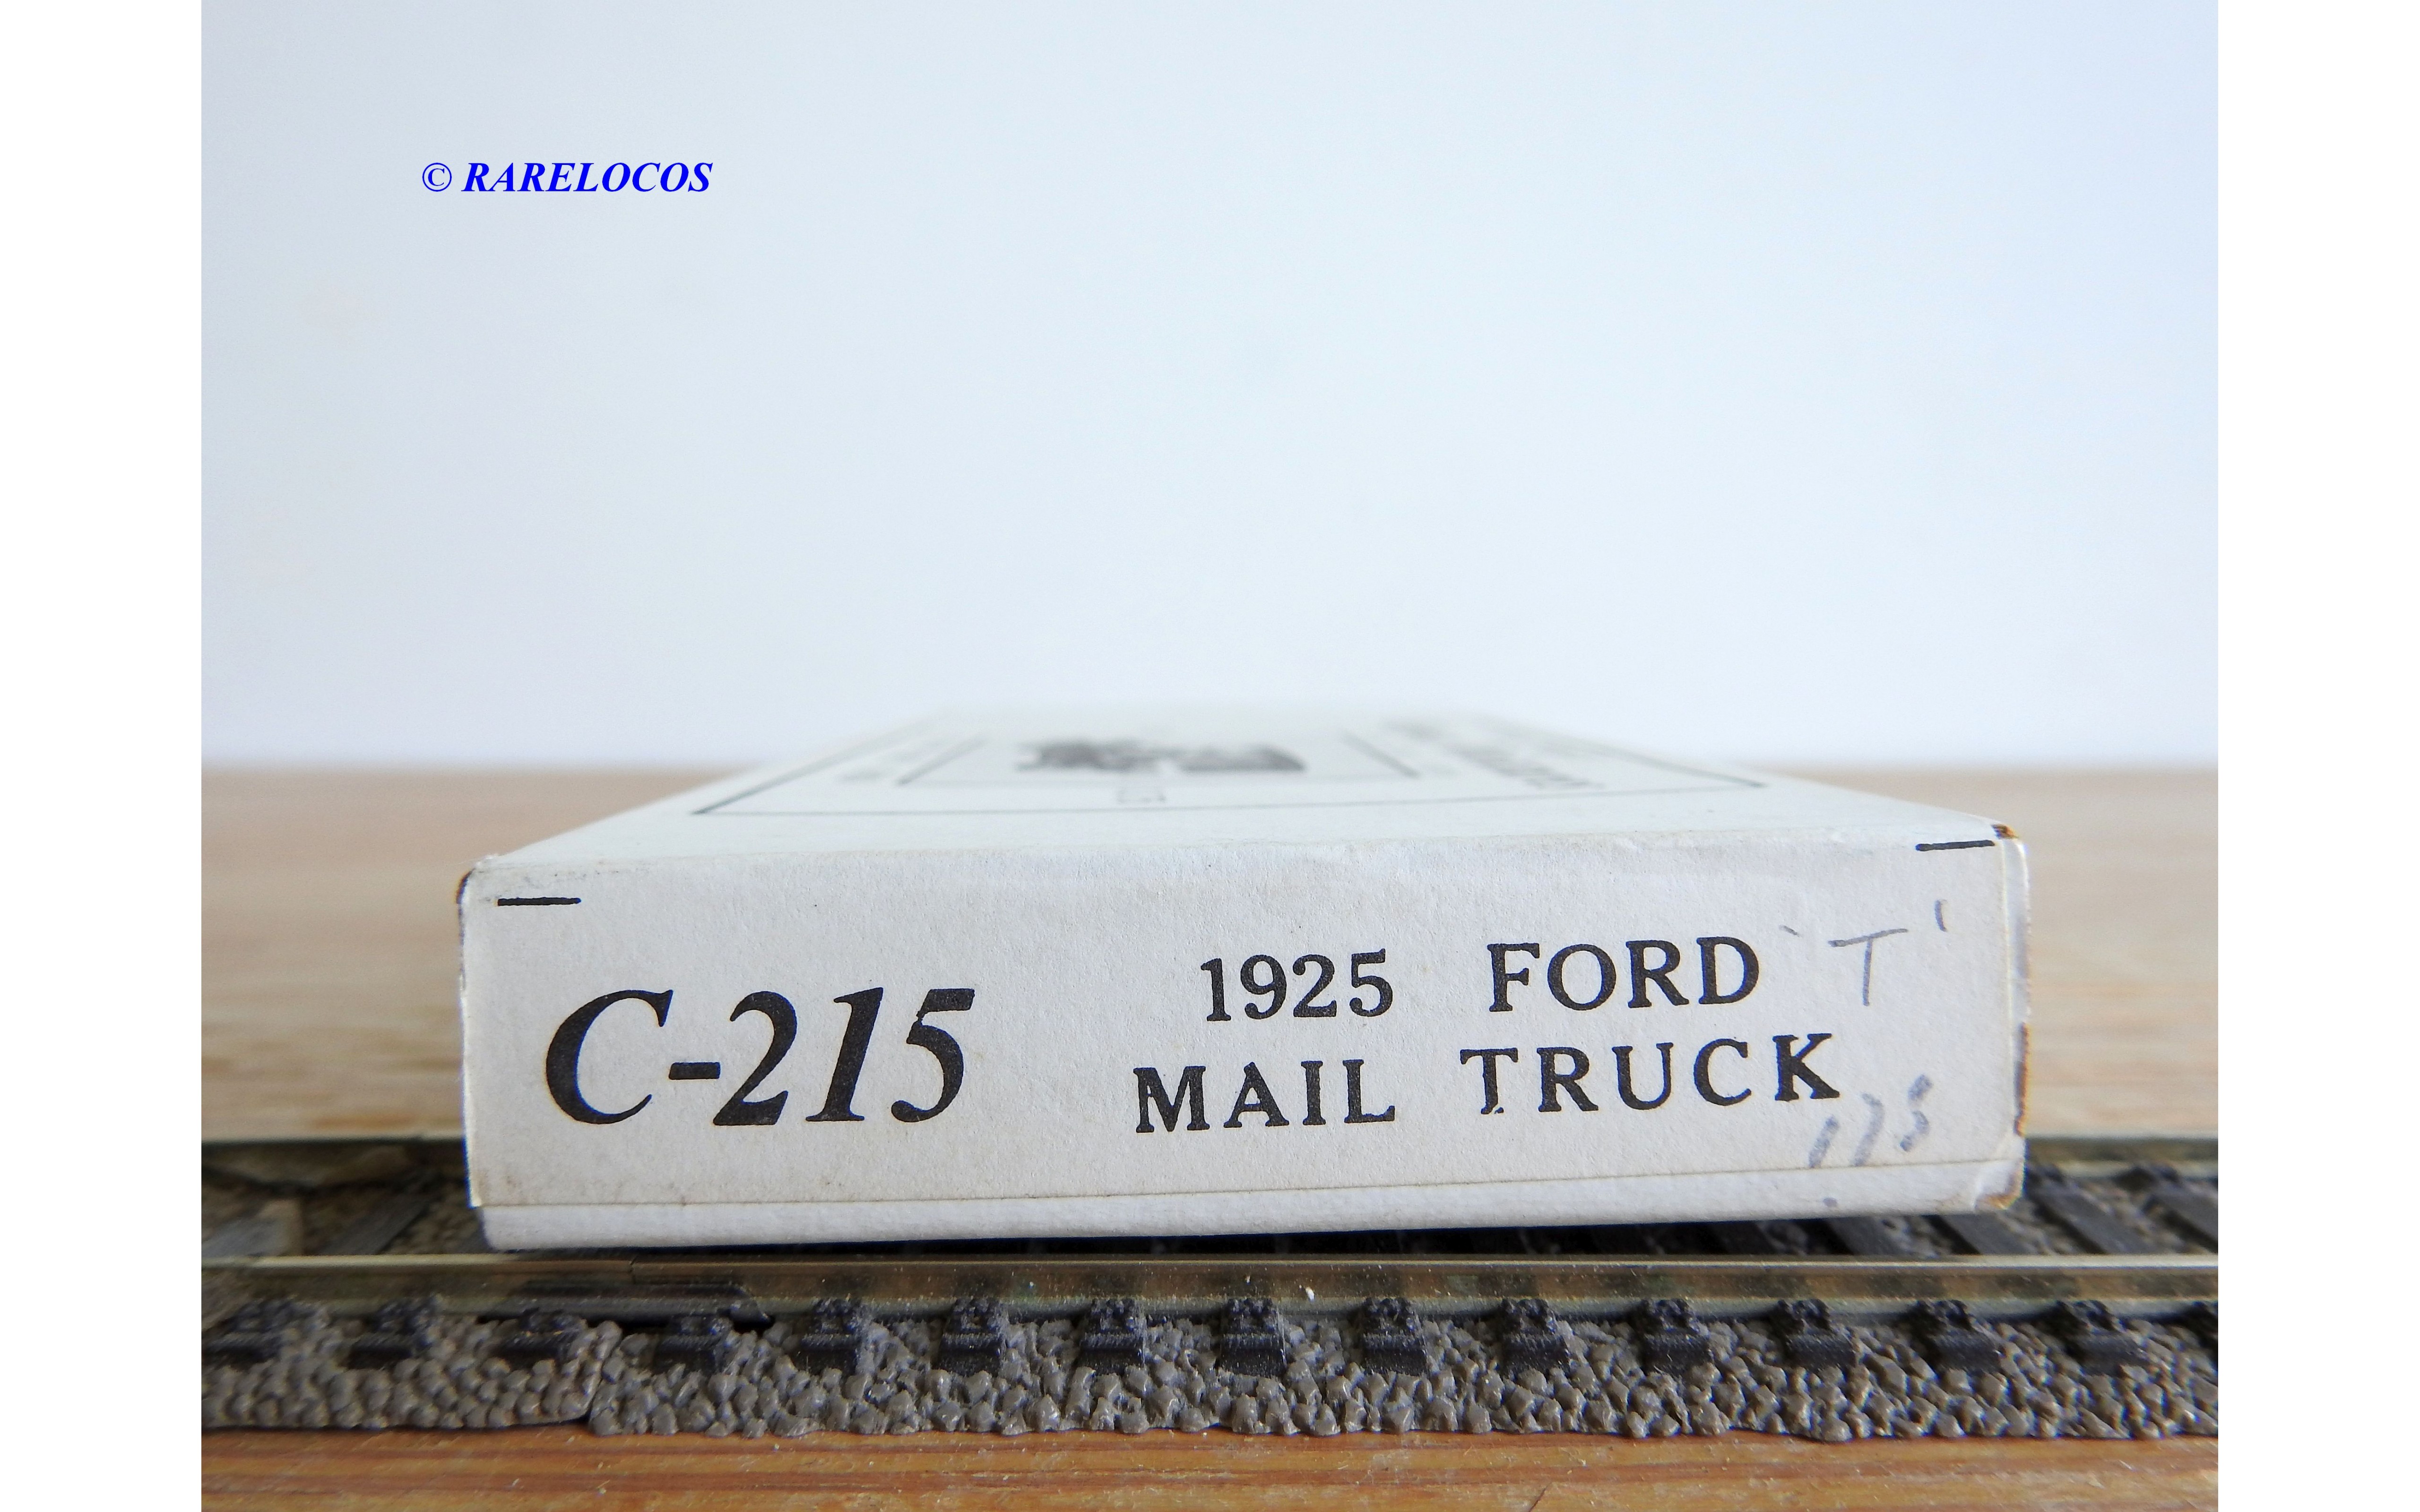 © RARELOCOS
C-215
1925 FORD 'T'
MAIL TRUCK